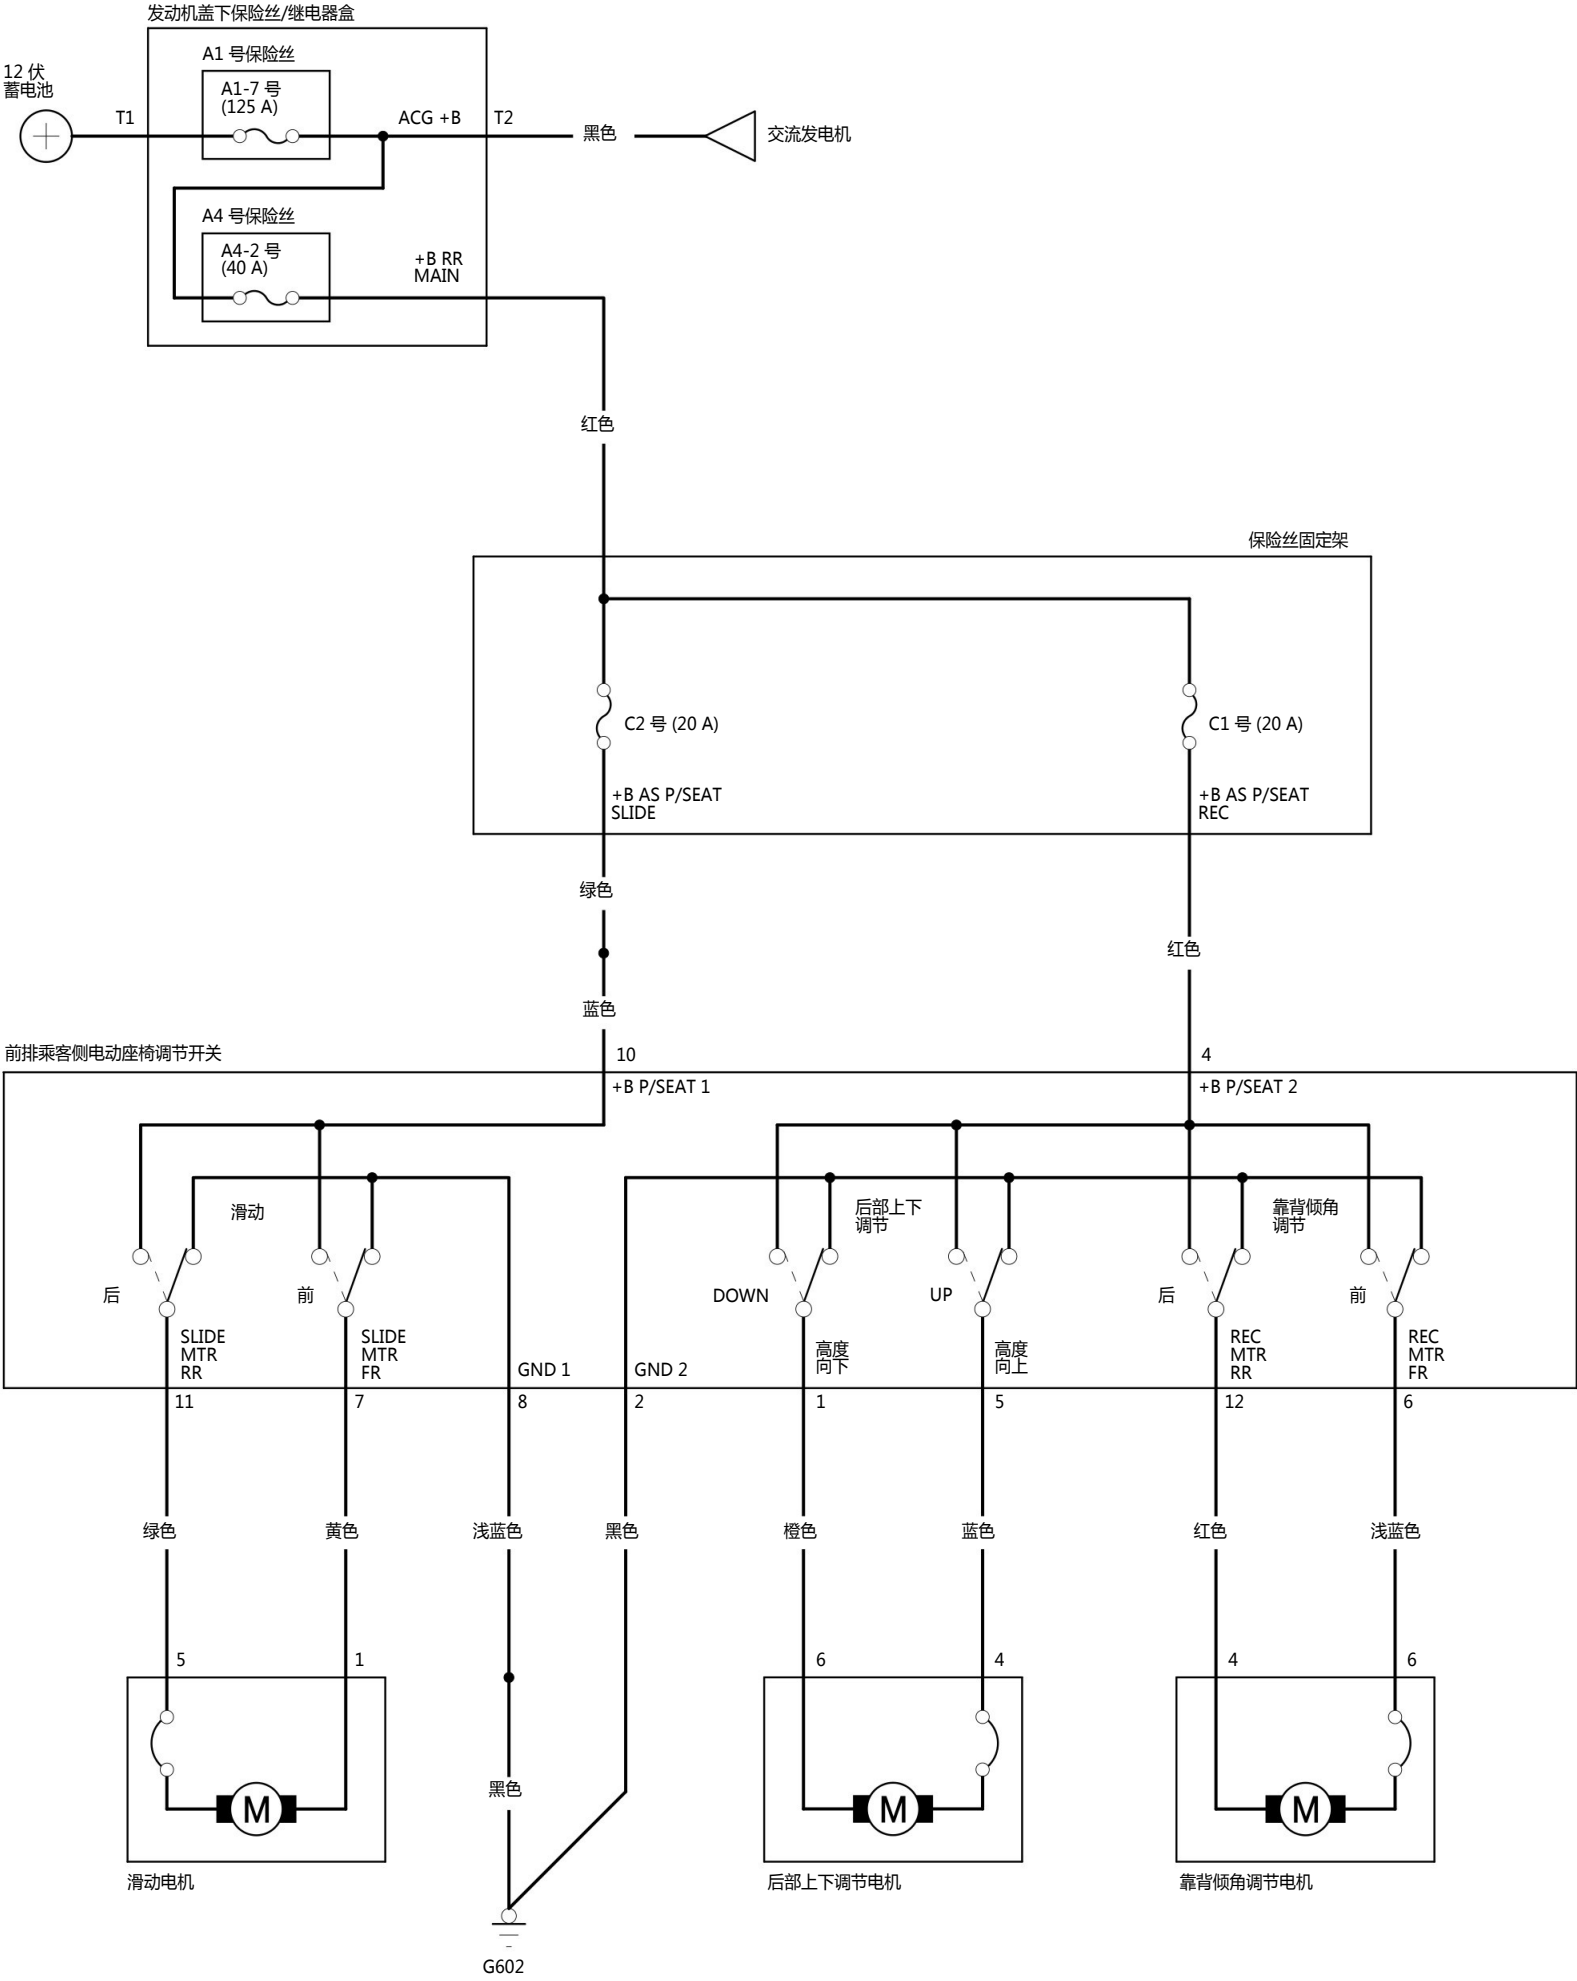 发动机盖下保险丝/继电器盒
A1 号保险丝
12 伏
蓄电池
A1-7 号
(125 A)
T1
ACG +B
T2
黑色
交流发电机
A4 号保险丝
A4-2 号
(40 A)
+B RR
MAIN
红色
保险丝固定架
C2 号 (20 A)
C1 号 (20 A)
+B AS P/SEAT
SLIDE
+B AS P/SEAT
REC
绿色
红色
蓝色
前排乘客侧电动座椅调节开关
10
4
+B P/SEAT 1
+B P/SEAT 2
滑动
后部上下
调节
靠背倾角
调节
后
前
DOWN
UP
后
前
SLIDE
MTR
RR
SLIDE
MTR
FR
GND 1
GND 2
高度
向下
高度
向上
REC
MTR
RR
REC
MTR
FR
11
7
8
2
1
5
12
6
绿色
黄色
浅蓝色
黑色
橙色
蓝色
红色
浅蓝色
5
1
6
4
4
6
黑色
M
M
M
滑动电机
后部上下调节电机
靠背倾角调节电机
G602